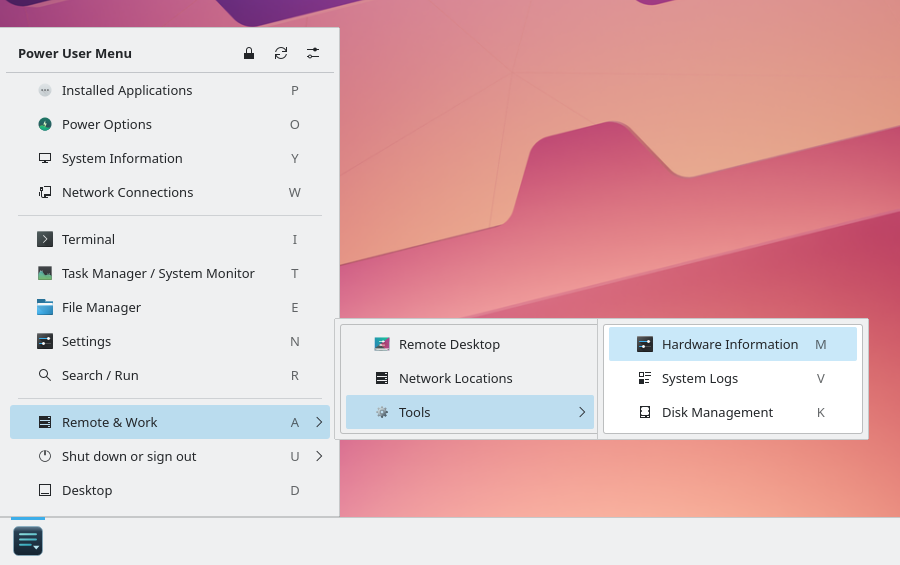 Power User Menu
Installed Applications P
Power Options O
System Information Y
Network Connections W
Terminal I
Task Manager / System Monitor T
File Manager E
Settings N
Search / Run R
Remote & Work A
Shut down or sign out U
Desktop D
Remote Desktop
Network Locations
Tools
Hardware Information M
System Logs V
Disk Management K